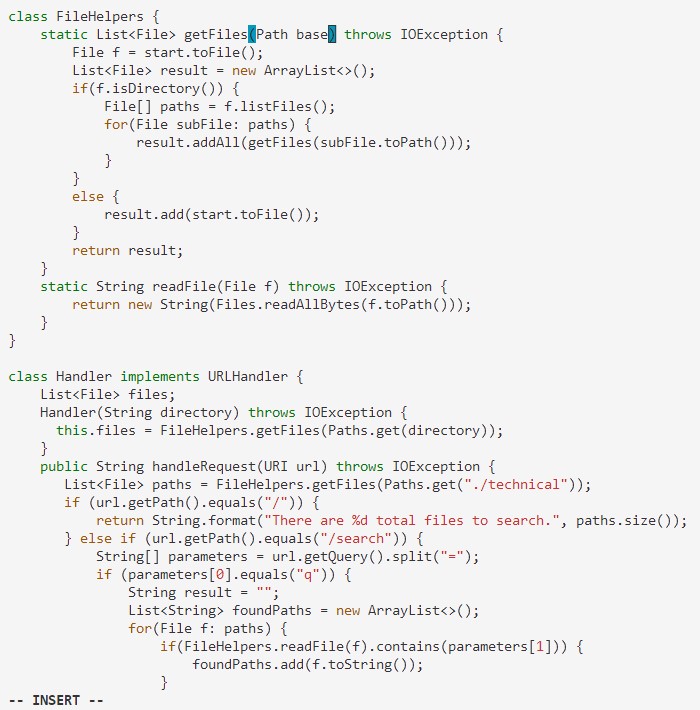 class FileHelpers {
    static List<File> getFiles(Path base) throws IOException {
        File f = start.toFile();
        List<File> result = new ArrayList<>();
        if(f.isDirectory()) {
            File[] paths = f.listFiles();
            for(File subFile: paths) {
                result.addAll(getFiles(subFile.toPath()));
            }
        }
        else {
            result.add(start.toFile());
        }
        return result;
    }
    static String readFile(File f) throws IOException {
        return new String(Files.readAllBytes(f.toPath()));
    }
}

class Handler implements URLHandler {
    List<File> files;
    Handler(String directory) throws IOException {
      this.files = FileHelpers.getFiles(Paths.get(directory));
    }
    public String handleRequest(URI url) throws IOException {
       List<File> paths = FileHelpers.getFiles(Paths.get("./technical"));
       if (url.getPath().equals("/")) {
           return String.format("There are %d total files to search.", paths.size());
       } else if (url.getPath().equals("/search")) {
           String[] parameters = url.getQuery().split("=");
           if (parameters[0].equals("q")) {
               String result = "";
               List<String> foundPaths = new ArrayList<>();
               for(File f: paths) {
                   if(FileHelpers.readFile(f).contains(parameters[1])) {
                       foundPaths.add(f.toString());
                   }
-- INSERT --